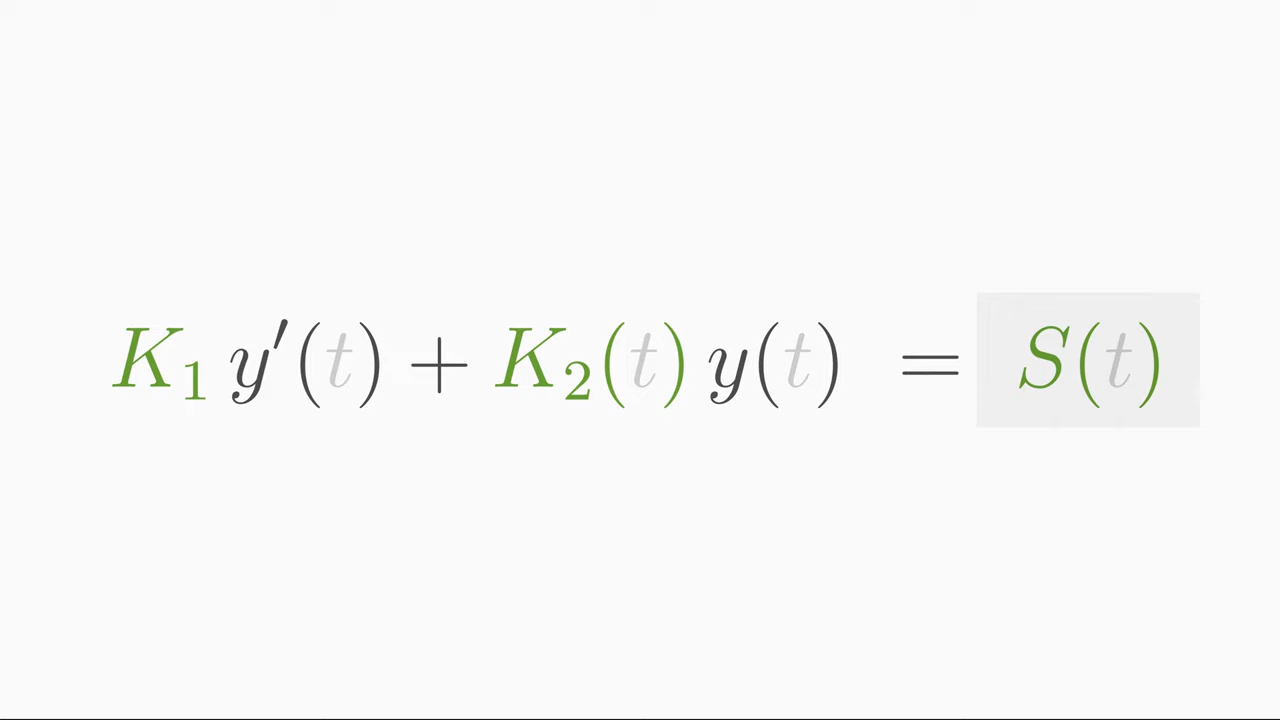 K₁ y′(t) + K₂(t) y(t) = S(t)